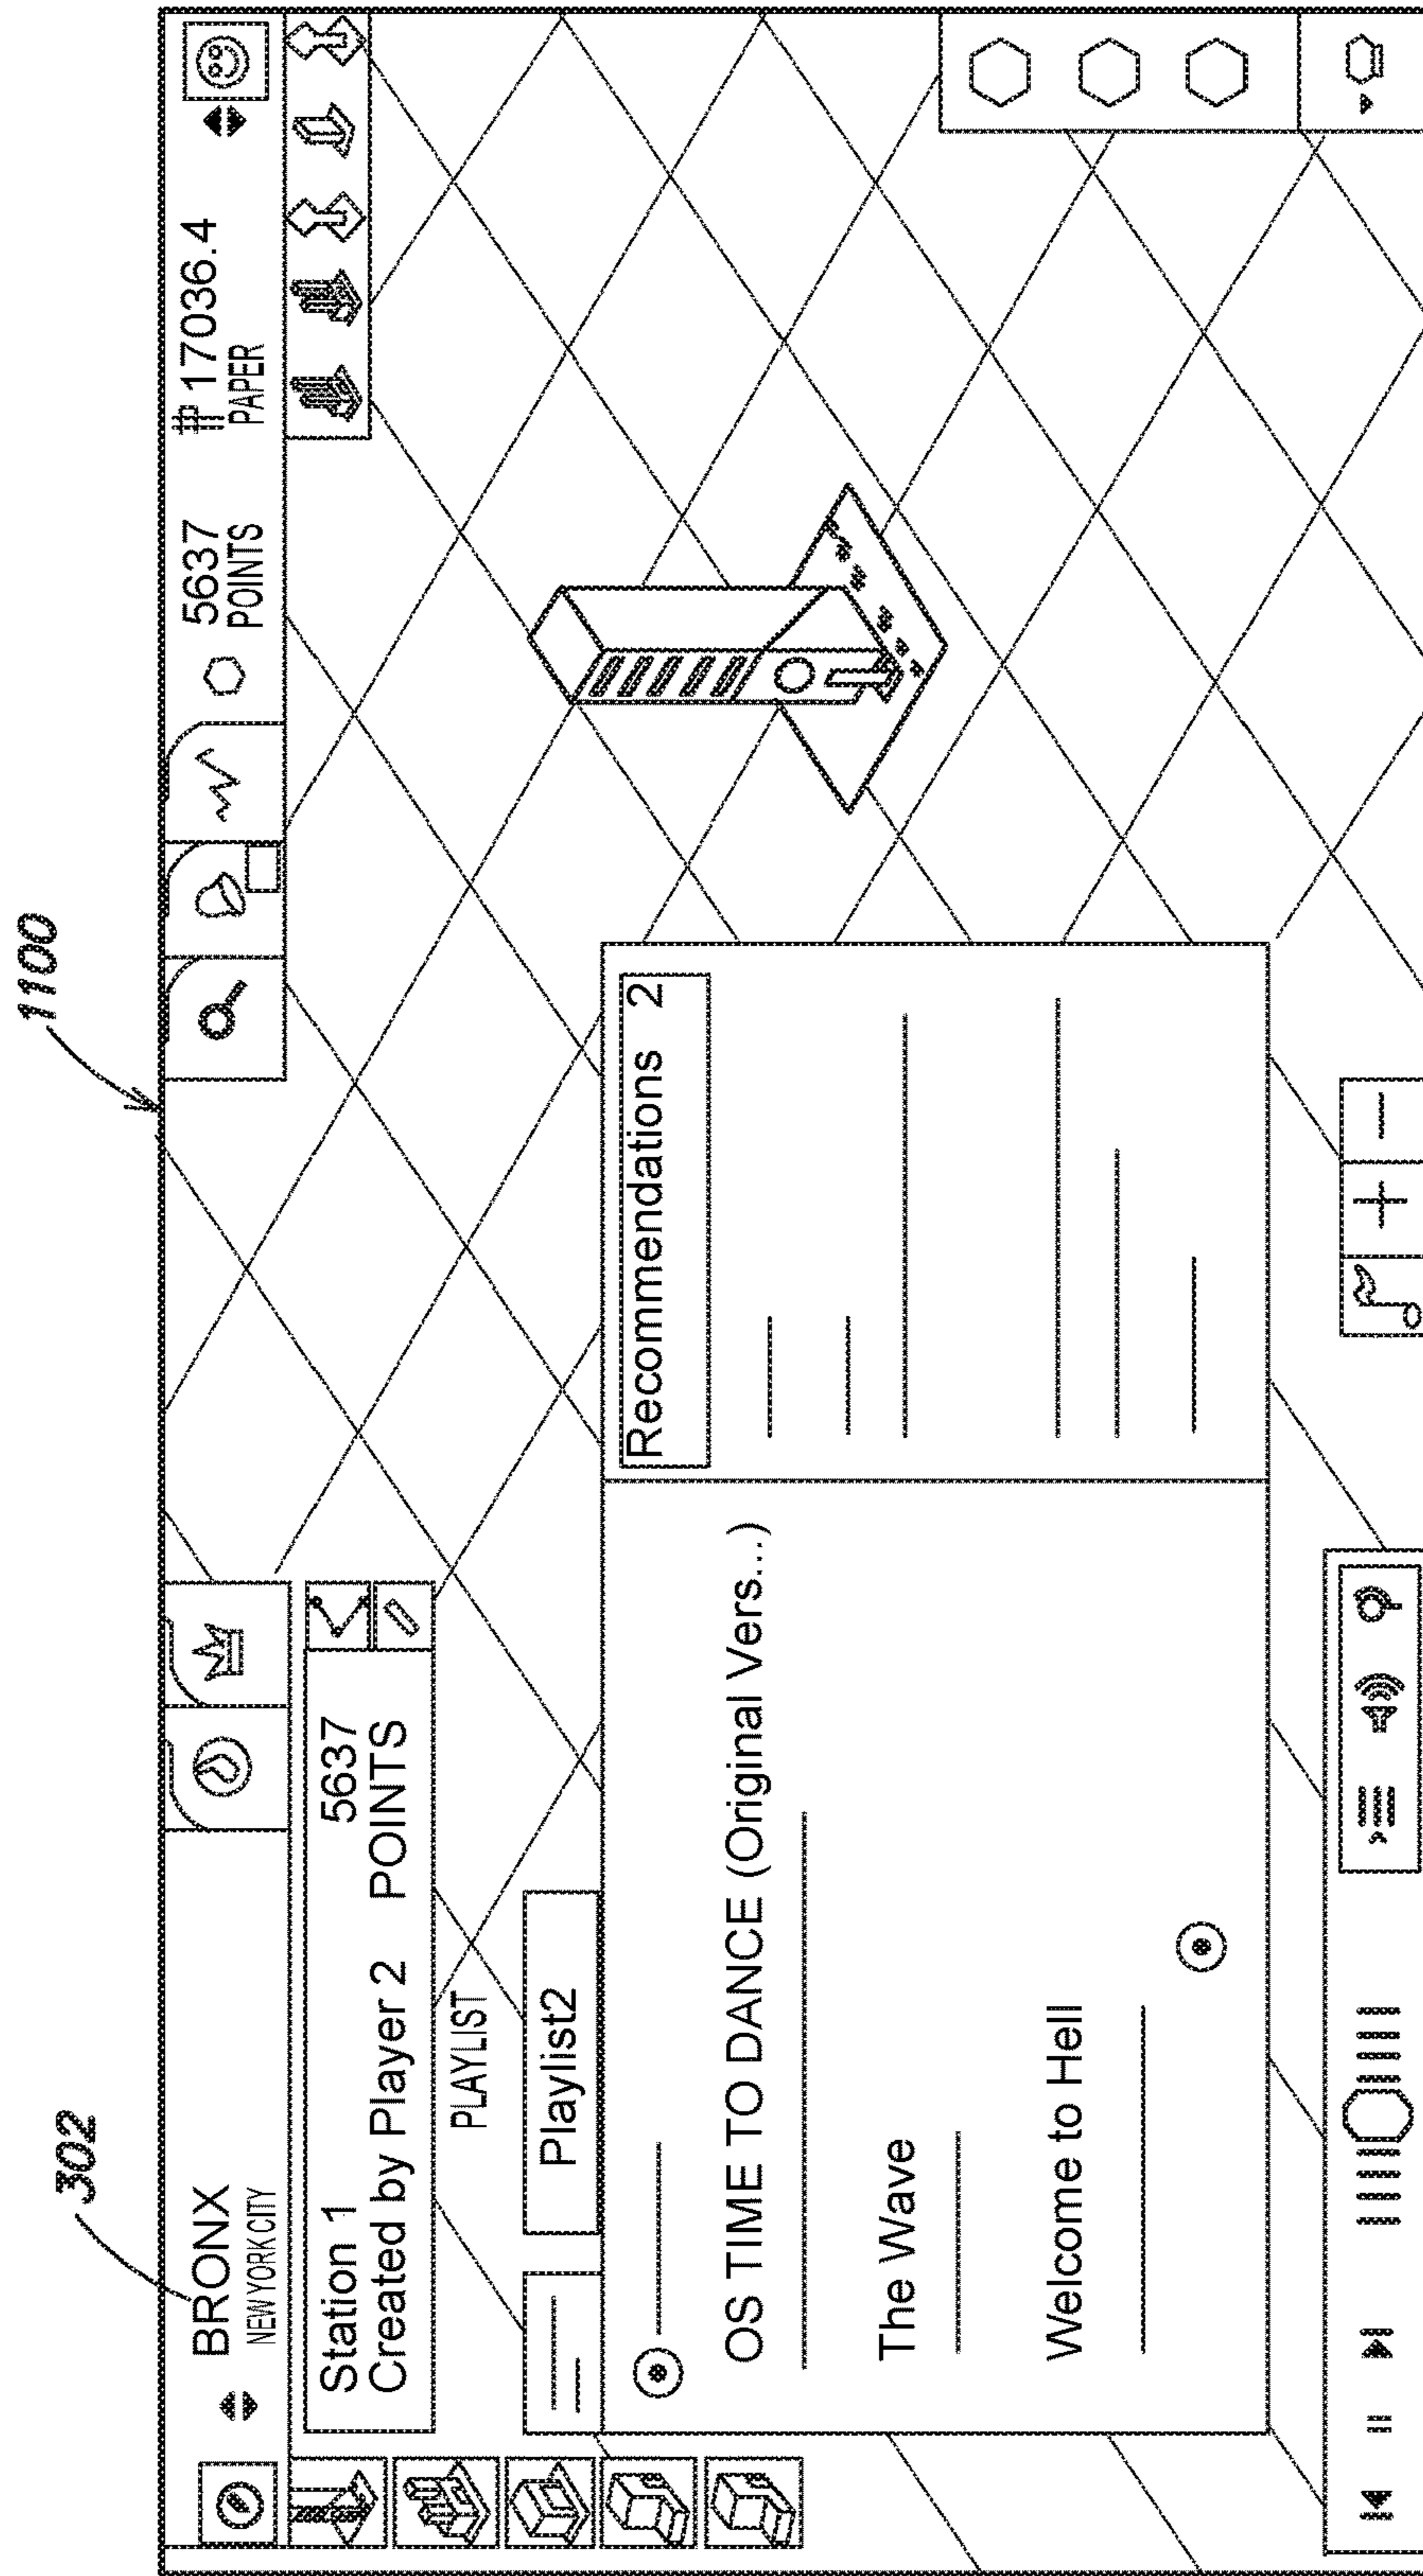 1100
302
BRONX
NEW YORK CITY
5637
POINTS
17036.4
PAPER
Station 1
5637
Created by Player 2 POINTS
PLAYLIST
Playlist2
Recommendations 2
OS TIME TO DANCE (Original Vers...)
The Wave
Welcome to Hell